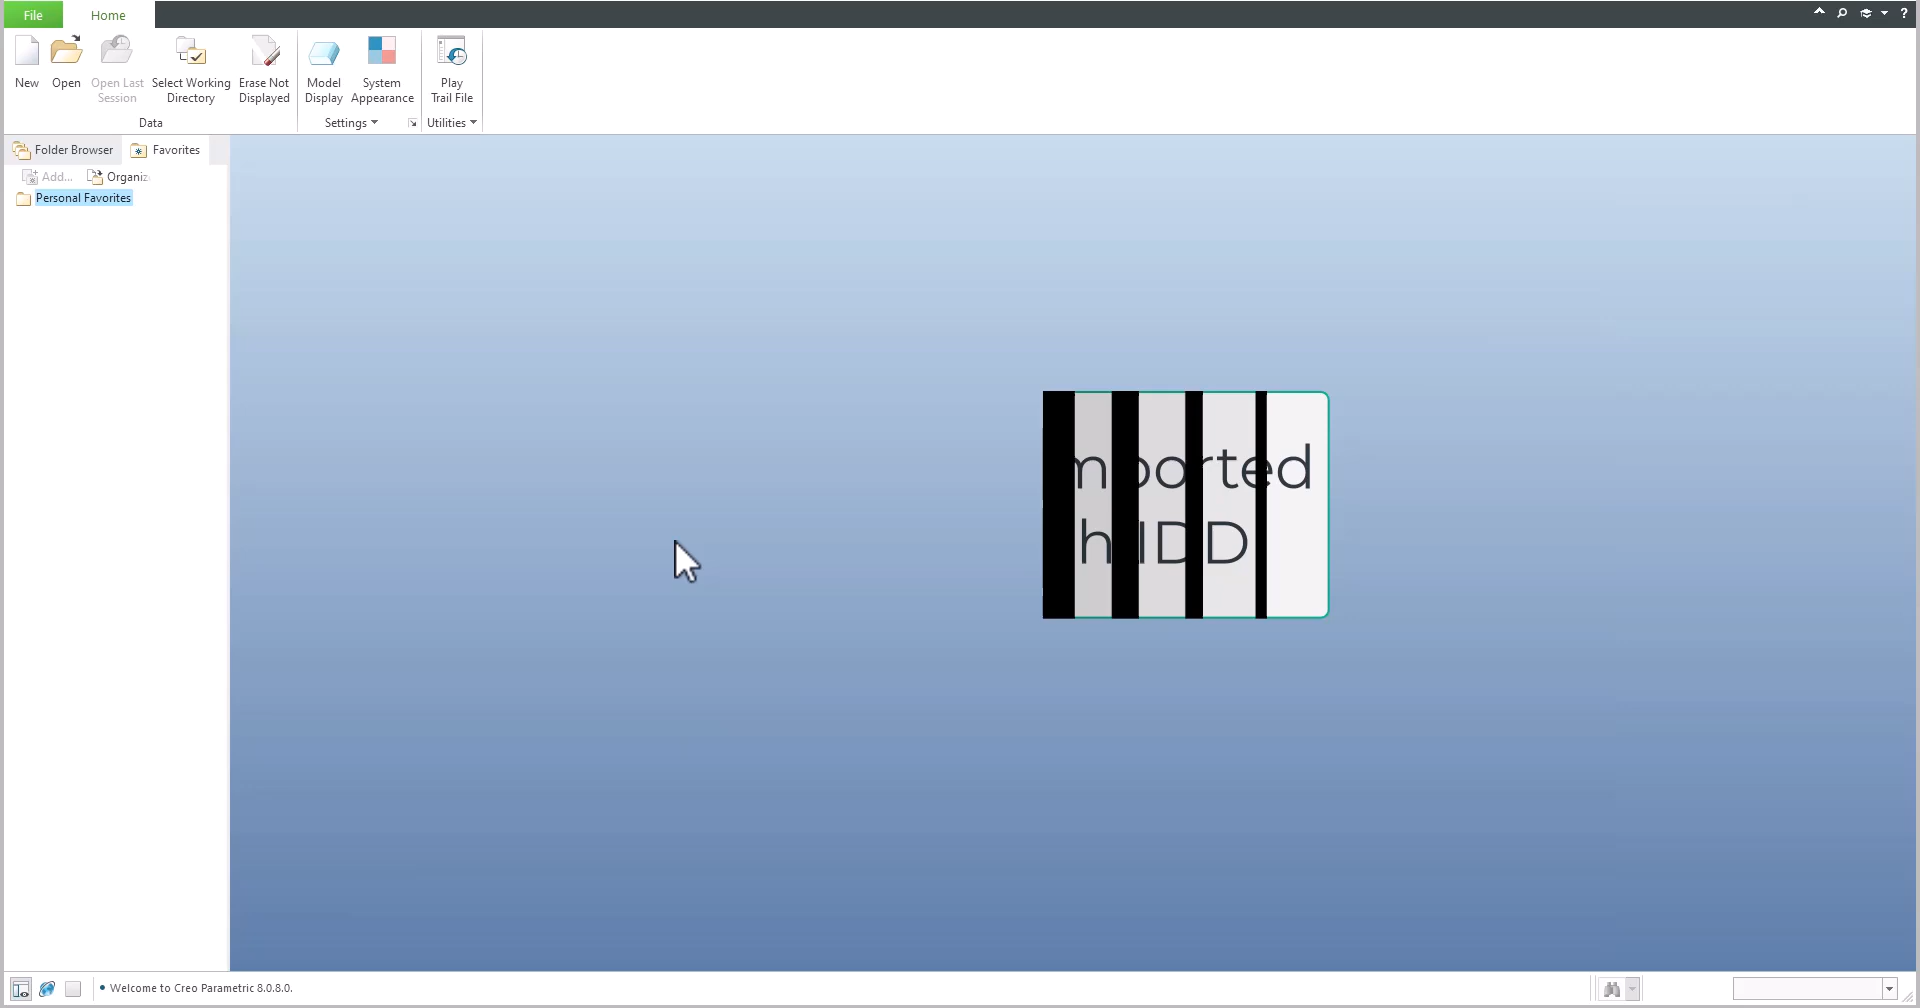 File Home
New Open Open Last Session Select Working Directory Erase Not Displayed Model Display System Appearance Play Trail File
Data Settings Utilities
Folder Browser Favorites
Add...
Personal Favorites
Welcome to Creo Parametric 8.0.8.0.